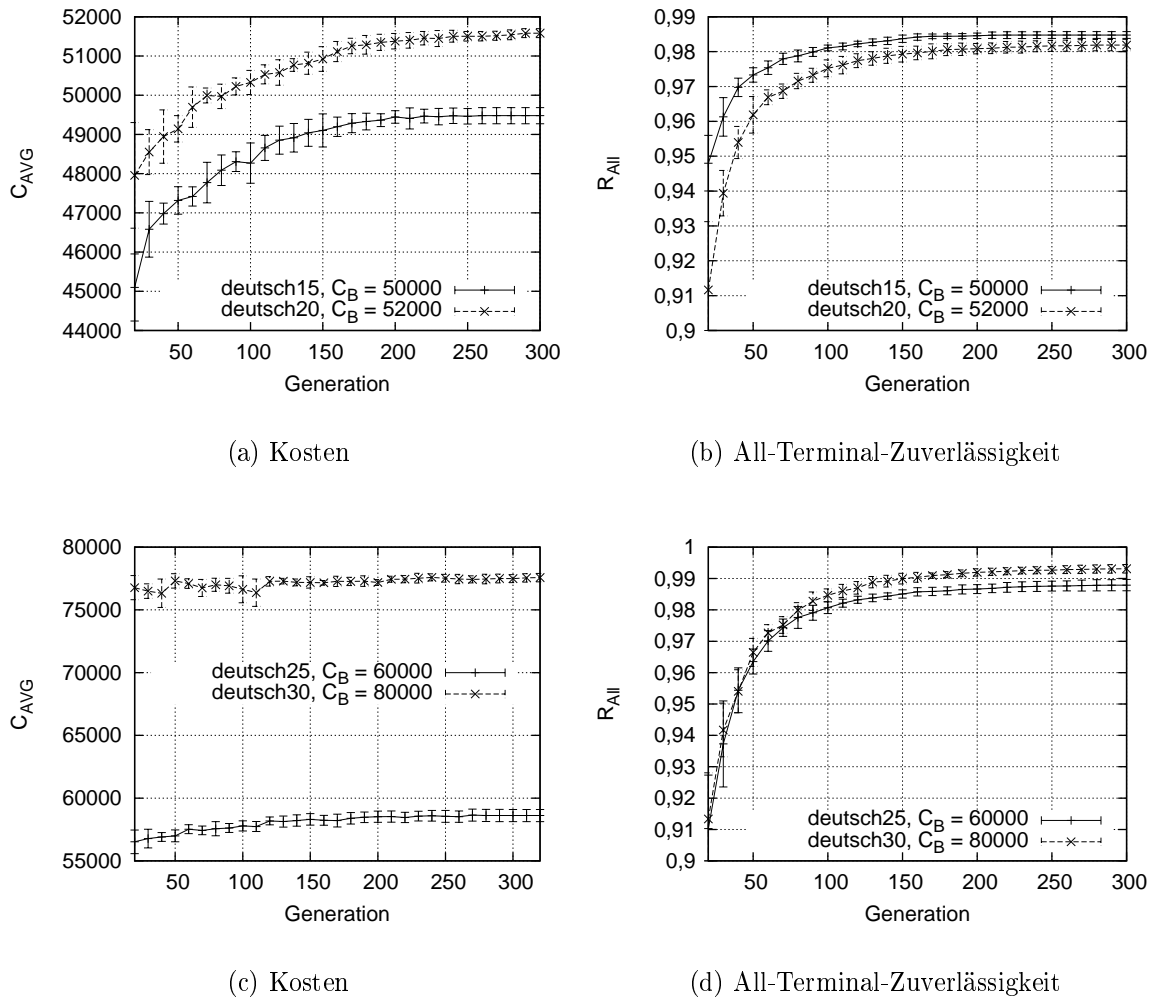 52000
51000
50000
49000
48000
47000
46000
45000
44000
C_AVG
deutsch15, C_B = 50000
deutsch20, C_B = 52000
50 100 150 200 250 300
Generation
(a) Kosten
0,99
0,98
0,97
0,96
0,95
0,94
0,93
0,92
0,91
0,9
R_All
deutsch15, C_B = 50000
deutsch20, C_B = 52000
50 100 150 200 250 300
Generation
(b) All-Terminal-Zuverlässigkeit
80000
75000
70000
65000
60000
55000
C_AVG
deutsch25, C_B = 60000
deutsch30, C_B = 80000
50 100 150 200 250 300
Generation
(c) Kosten
1
0,99
0,98
0,97
0,96
0,95
0,94
0,93
0,92
0,91
0,9
R_All
deutsch25, C_B = 60000
deutsch30, C_B = 80000
50 100 150 200 250 300
Generation
(d) All-Terminal-Zuverlässigkeit